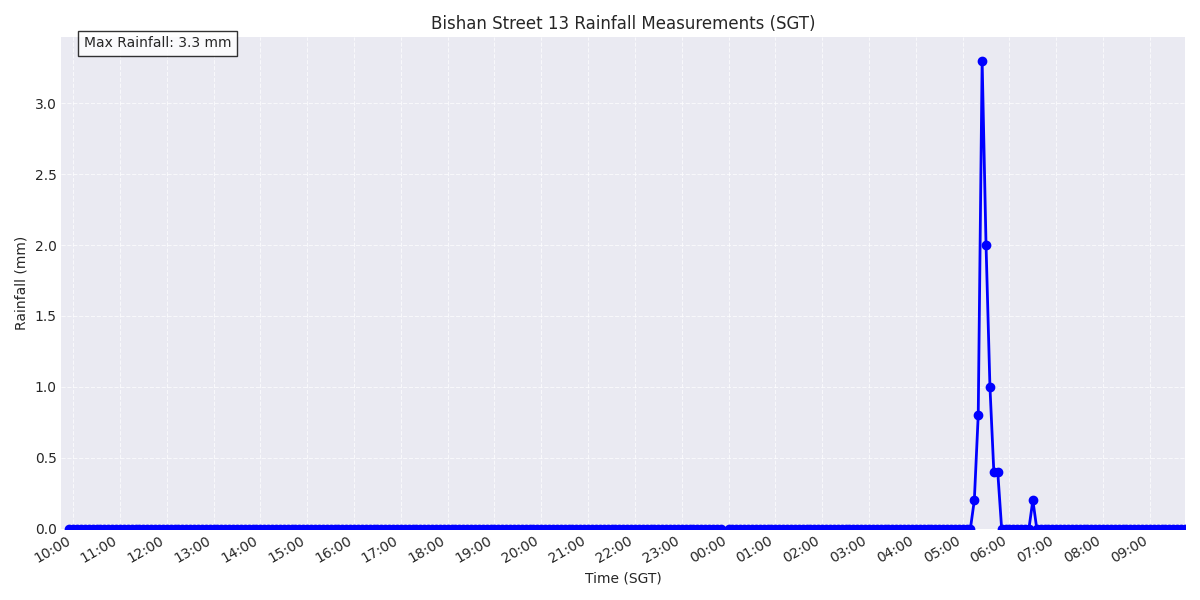 Bishan Street 13 Rainfall Measurements (SGT)
Max Rainfall: 3.3 mm
Rainfall (mm)
3.0
2.5
2.0
1.5
1.0
0.5
0.0
10:00 11:00 12:00 13:00 14:00 15:00 16:00 17:00 18:00 19:00 20:00 21:00 22:00 23:00 00:00 01:00 02:00 03:00 04:00 05:00 06:00 07:00 08:00 09:00
Time (SGT)